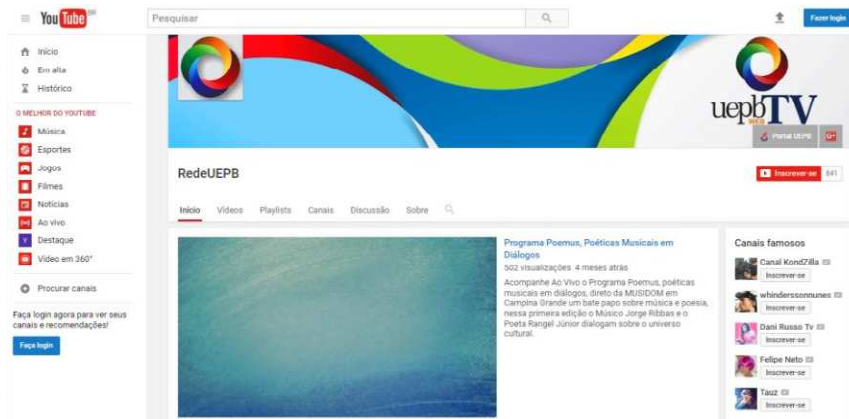 YouTube BR
Pesquisar
Fazer login
Início
Em alta
Histórico
O MELHOR DO YOUTUBE
Música
Esportes
Jogos
Filmes
Notícias
Ao vivo
Destaque
Vídeo em 360°
Procurar canais
Faça login agora para ver seus
canais e recomendações!
Faça login
uepbTV
WEB
Portal UEPB
G+
RedeUEPB
Inscrever-se 841
Início Vídeos Playlists Canais Discussão Sobre
Programa Poemus, Poéticas Musicais em
Diálogos
502 visualizações 4 meses atrás
Acompanhe Ao Vivo o Programa Poemus, poéticas
musicais em diálogos, direto da MUSIDOM em
Campina Grande um bate papo sobre música e poesia,
nessa primeira edição o Músico Jorge Ribbas e o
Poeta Rangel Júnior dialogam sobre o universo
cultural.
Canais famosos
Canal KondZilla
Inscrever-se
whinderssonnunes
Inscrever-se
Dani Russo Tv
Inscrever-se
Felipe Neto
Inscrever-se
Tauz
Inscrever-se